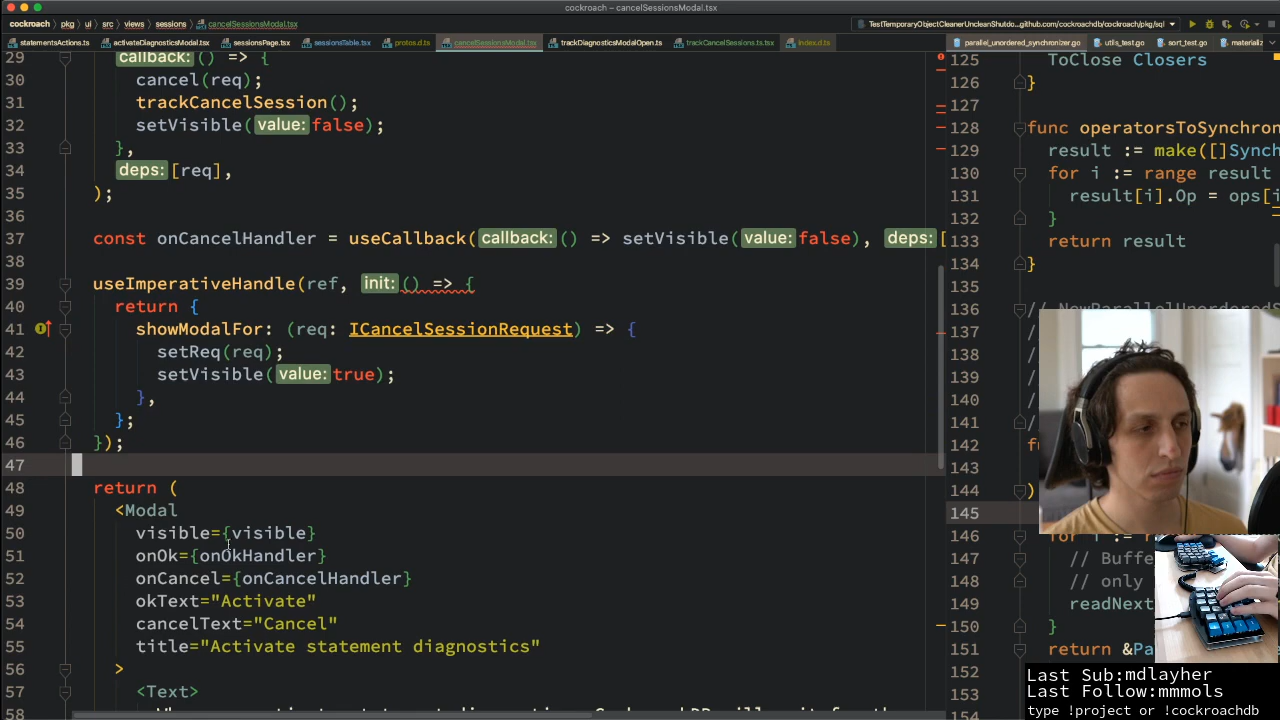 cockroach – cancelSessionsModal.tsx
cockroach pkg ui src views sessions cancelSessionsModal.tsx
TestTemporaryObjectCleanerUncleanShutdo...github.com/cockroachdb/cockroach/pkg/sql
statementsActions.ts activateDiagnosticsModal.tsx sessionsPage.tsx sessionsTable.tsx protos.d.ts cancelSessionsModal.tsx trackDiagnosticsModalOpen.ts trackCancelSessions.ts.tsx index.d.ts
parallel_unordered_synchronizer.go utils_test.go sort_test.go materializ
29 callback: () => {
30 cancel(req);
31 trackCancelSession();
32 setVisible( value: false);
33 },
34 deps: [req],
35 );
36
37 const onCancelHandler = useCallback( callback: () => setVisible( value: false), deps: [
38
39 useImperativeHandle(ref, init: () => {
40 return {
41 showModalFor: (req: ICancelSessionRequest) => {
42 setReq(req);
43 setVisible( value: true);
44 },
45 };
46 });
47
48 return (
49 <Modal
50 visible={visible}
51 onOk={onOkHandler}
52 onCancel={onCancelHandler}
53 okText="Activate"
54 cancelText="Cancel"
55 title="Activate statement diagnostics"
56 >
57 <Text>
58
125 ToClose Closers
126 }
127
128 func operatorsToSynchron
129 result := make([]Synch
130 for i := range result
131 result[i].Op = ops[i
132 }
133 return result
134 }
135
136 // NewParallelUnorderedS
137 /
138 /
139 /
140 /
141 /
142 fu
143
144 )
145
146 for i := r
147 // Buffe
148 // only
149 readNext
150 }
151 return &Pa
152
153
154
Last Sub:mdlayher
Last Follow:mmmols
type !project or !cockroachdb